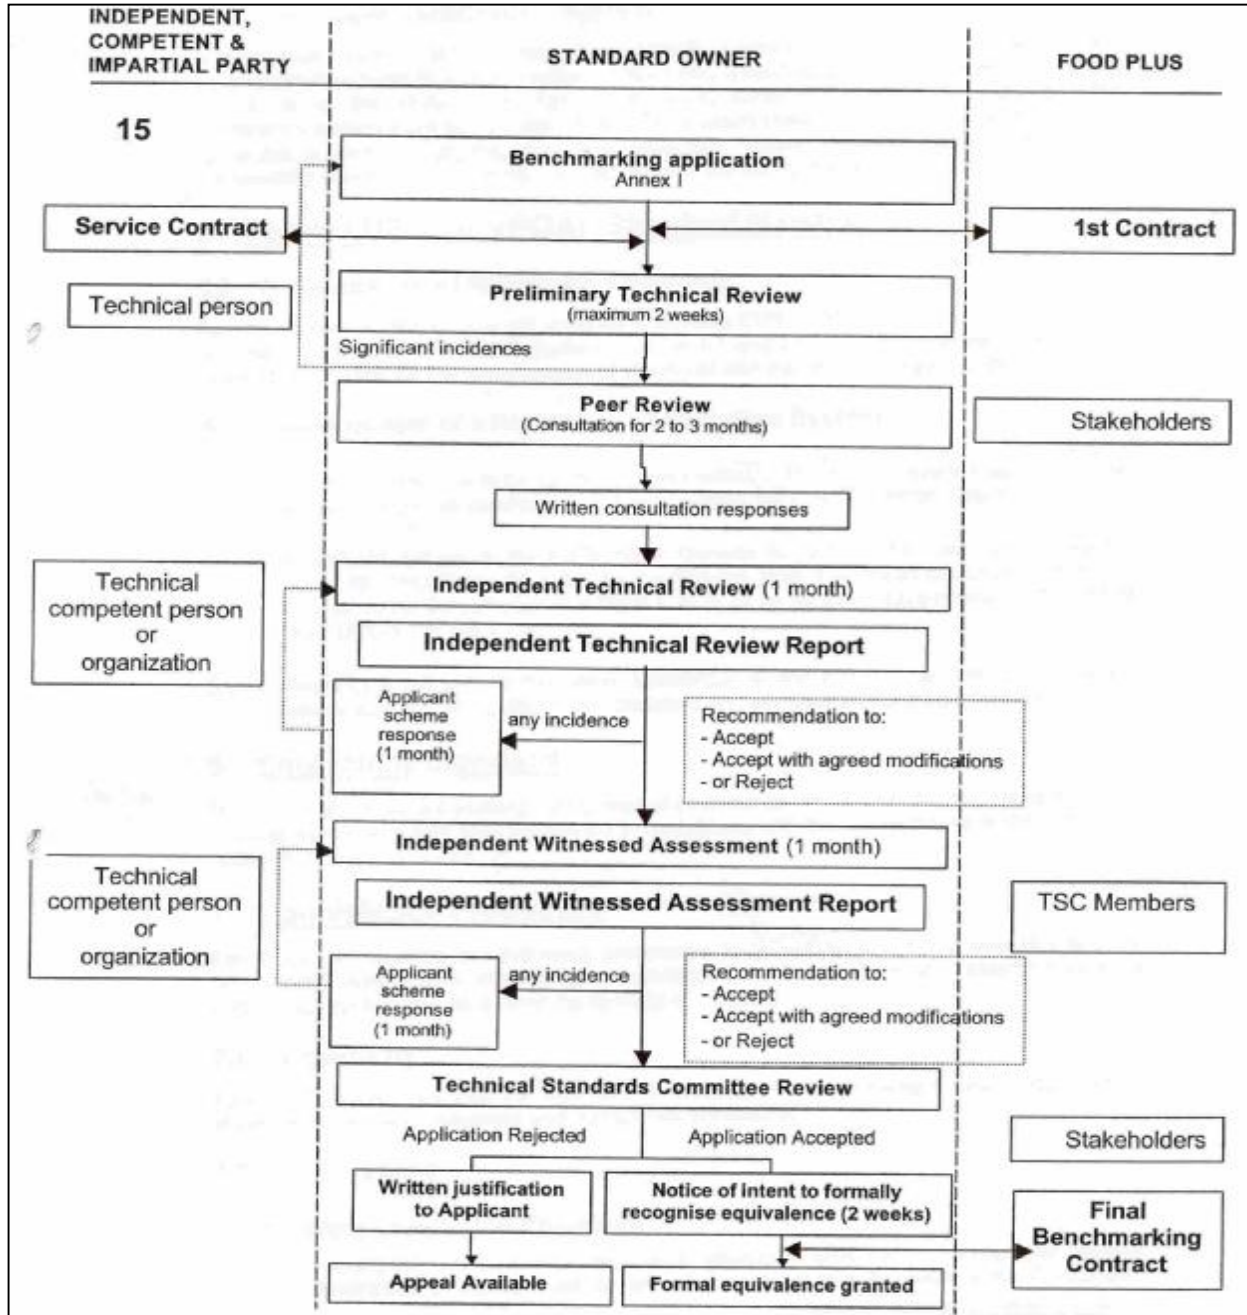 INDEPENDENT,
COMPETENT &
IMPARTIAL PARTY
STANDARD OWNER
FOOD PLUS
15
Benchmarking application
Annex I
Service Contract
1st Contract
Technical person
Preliminary Technical Review
(maximum 2 weeks)
Significant incidences
Peer Review
(Consultation for 2 to 3 months)
Stakeholders
Written consultation responses
Technical
competent person
or
organization
Independent Technical Review (1 month)
Independent Technical Review Report
Applicant
scheme
response
(1 month)
any incidence
Recommendation to:
- Accept
- Accept with agreed modifications
- or Reject
Independent Witnessed Assessment (1 month)
Technical
competent person
or
organization
Independent Witnessed Assessment Report
TSC Members
Applicant
scheme
response
(1 month)
any incidence
Recommendation to:
- Accept
- Accept with agreed modifications
- or Reject
Technical Standards Committee Review
Application Rejected
Application Accepted
Stakeholders
Written justification
to Applicant
Notice of intent to formally
recognise equivalence (2 weeks)
Final
Benchmarking
Contract
Appeal Available
Formal equivalence granted